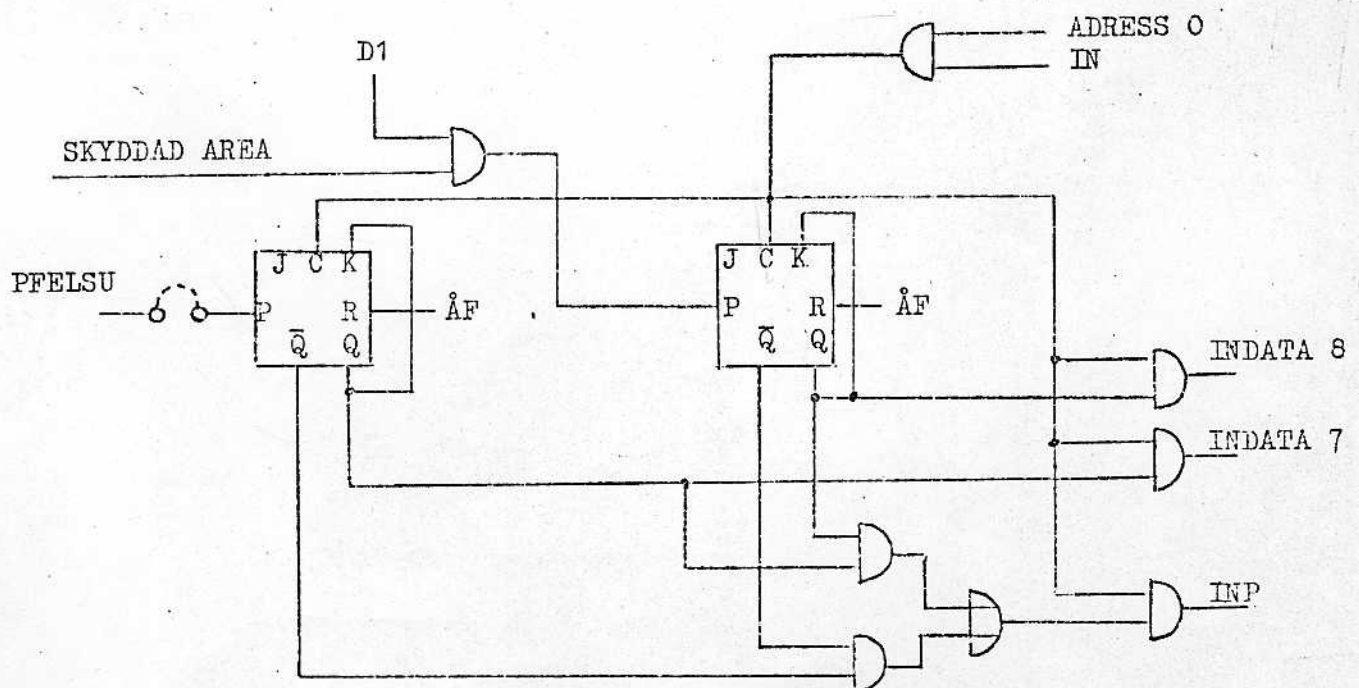 ADRESS 0
D1
IN
SKYDDAD AREA
J C K
J C K
PFELSU
P R ÅF
P R ÅF
Q̅ Q
Q̅ Q
INDATA 8
INDATA 7
INP